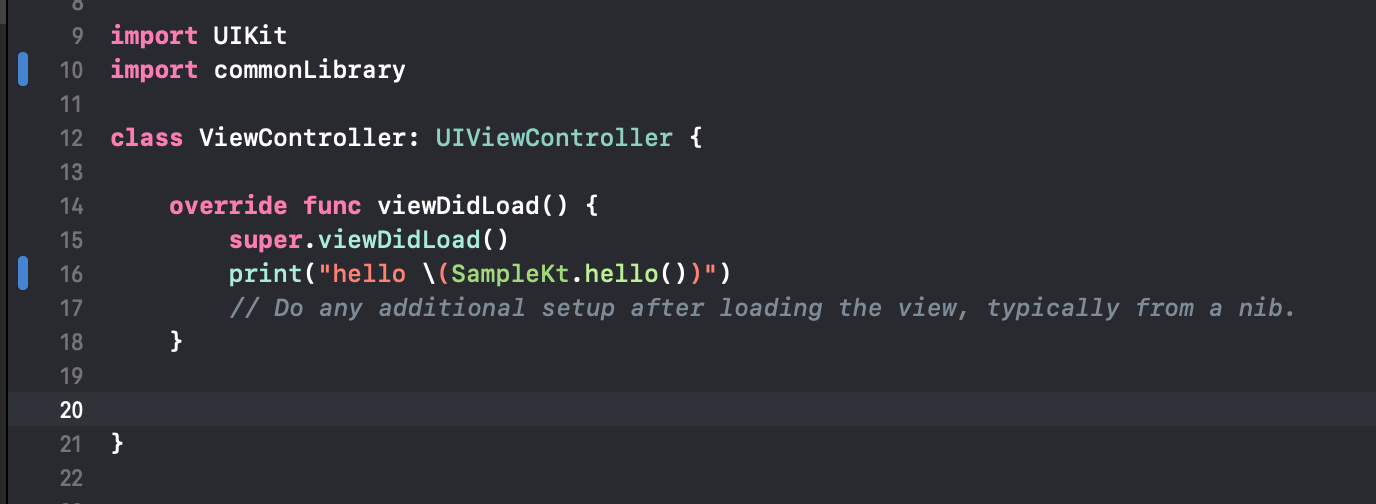 8
9 import UIKit
10 import commonLibrary
11
12 class ViewController: UIViewController {
13
14     override func viewDidLoad() {
15         super.viewDidLoad()
16         print("hello \(SampleKt.hello())")
17         // Do any additional setup after loading the view, typically from a nib.
18     }
19
20
21 }
22